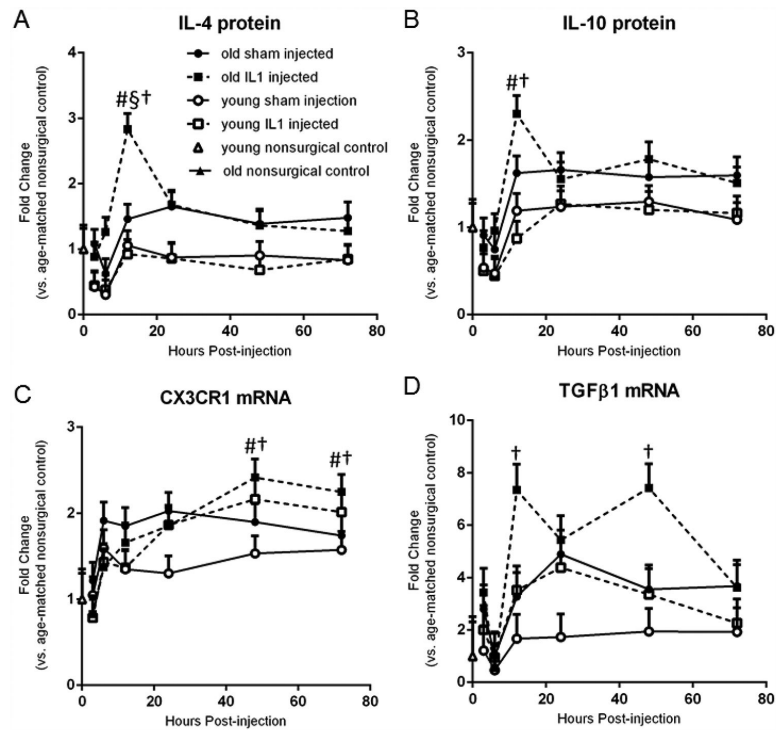 A
IL-4 protein
4
3
2
1
0
Fold Change
(vs. age-matched nonsurgical control)
#§†
old sham injected
old IL1 injected
young sham injection
young IL1 injected
young nonsurgical control
old nonsurgical control
0
20
40
60
80
Hours Post-injection
B
IL-10 protein
3
2
1
0
Fold Change
(vs. age-matched nonsurgical control)
#†
0
20
40
60
80
Hours Post-injection
C
CX3CR1 mRNA
3
2
1
0
Fold Change
(vs. age-matched nonsurgical control)
#†
#†
0
20
40
60
80
Hours Post-injection
D
TGFβ1 mRNA
10
8
6
4
2
0
Fold Change
(vs. age-matched nonsurgical control)
†
†
0
20
40
60
80
Hours Post-injection